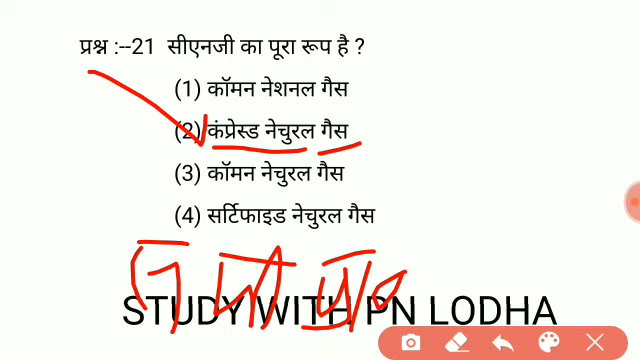 प्रश्न :--21 सीएनजी का पूरा रूप है ?
(1) कॉमन नेशनल गैस
(2) कंप्रेस्ड नेचुरल गैस
(3) कॉमन नेचुरल गैस
(4) सर्टिफाइड नेचुरल गैस
STUDY WITH PN LODHA